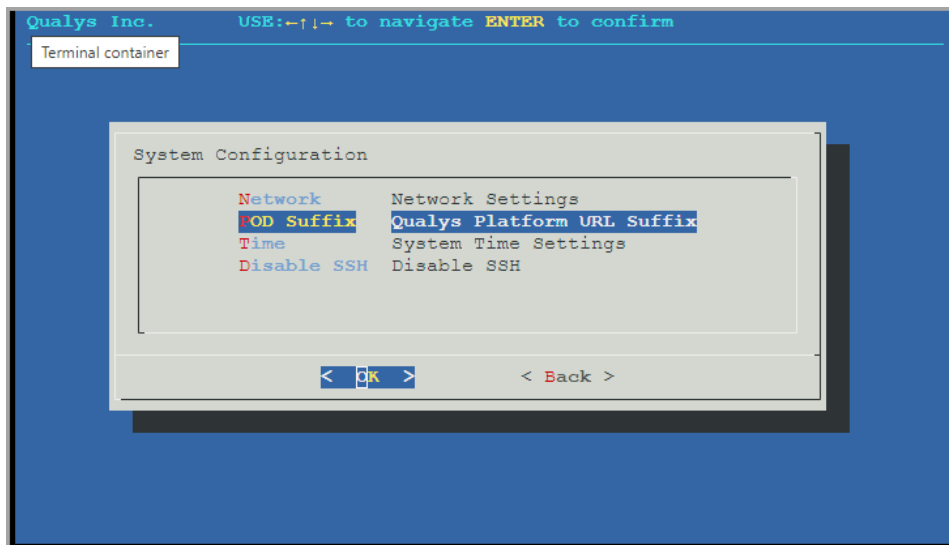 Qualys Inc. USE:←↑↓→ to navigate ENTER to confirm
Terminal container
System Configuration
Network Network Settings
POD Suffix Qualys Platform URL Suffix
Time System Time Settings
Disable SSH Disable SSH
< OK > < Back >